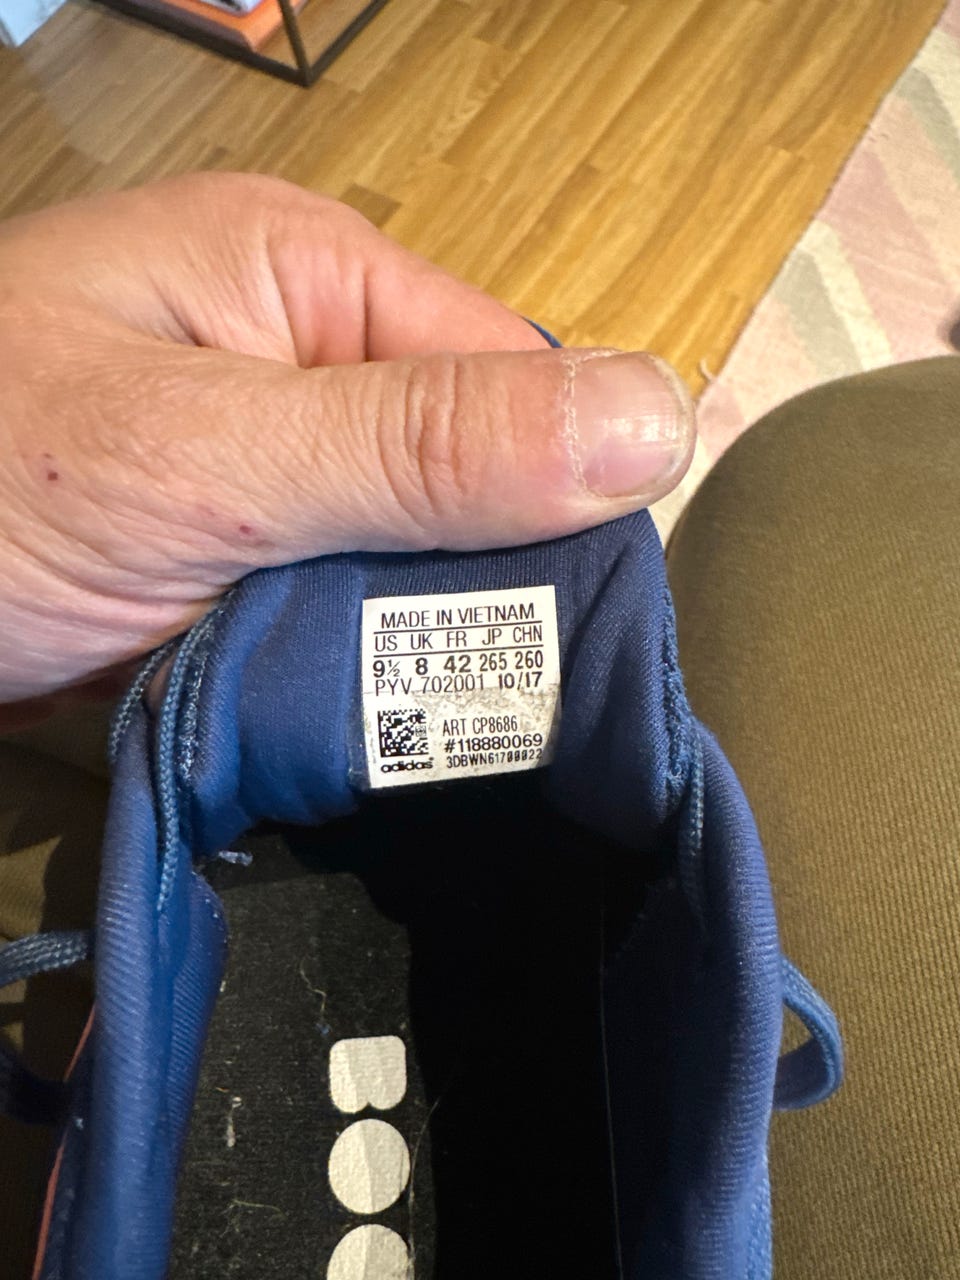 MADE IN VIETNAM
US UK FR JP CHN
9½ 8 42 265 260
PYV 702001 10/17
ART CP8686
#118880069
adidas 3DBWN61700022